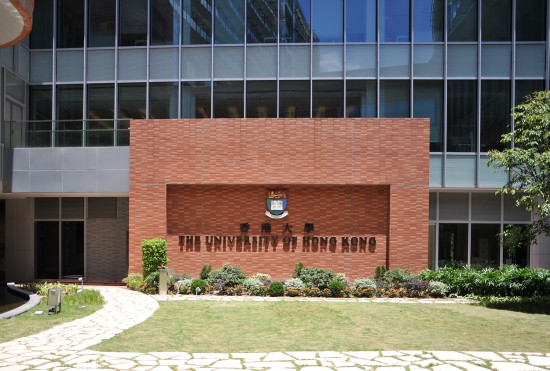 香港大學
THE UNIVERSITY OF HONG KONG